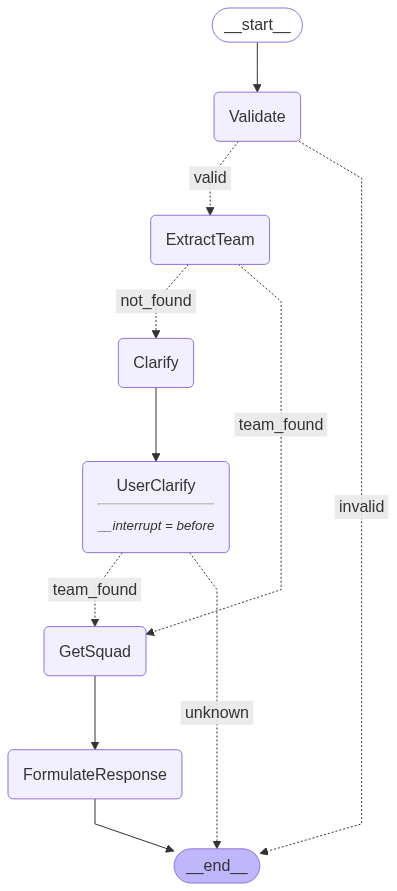 __start__
Validate
valid
ExtractTeam
not_found
Clarify
team_found
UserClarify
__interrupt = before
invalid
team_found
GetSquad
unknown
FormulateResponse
__end__